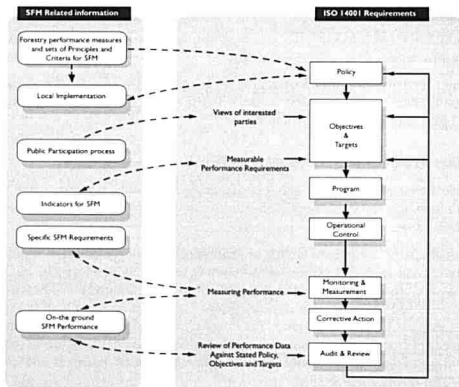 SFM Related information
ISO 14001 Requirements
Forestry performance measures
and sets of Principles and
Criteria for SFM
Policy
Local Implementation
Views of interested
parties
Objectives
&
Targets
Public Participation process
Measurable
Performance Requirements
Program
Indicators for SFM
Operational
Control
Specific SFM Requirements
Measuring Performance
Monitoring &
Measurement
On-the ground
SFM Performance
Corrective Action
Review of Performance Data
Against Stated Policy,
Objectives and Targets
Audit & Review